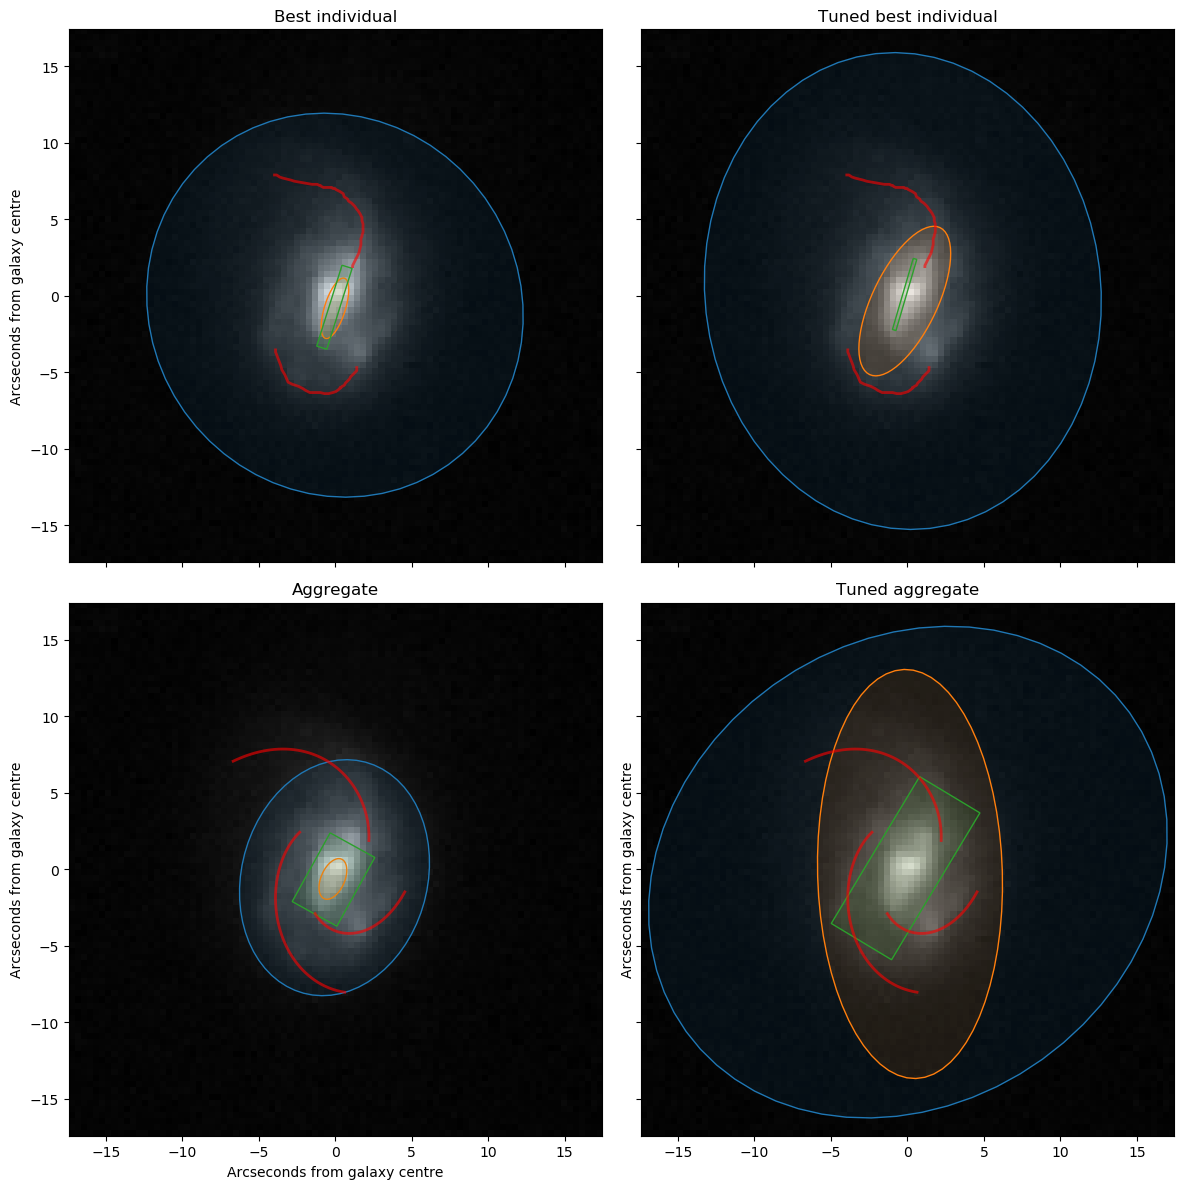 Best individual
Tuned best individual
15
10
5
0
−5
−10
−15
Arcseconds from galaxy centre
Aggregate
Tuned aggregate
15
10
5
0
−5
−10
−15
Arcseconds from galaxy centre
Arcseconds from galaxy centre
−15 −10 −5 0 5 10 15
−15 −10 −5 0 5 10 15
Arcseconds from galaxy centre